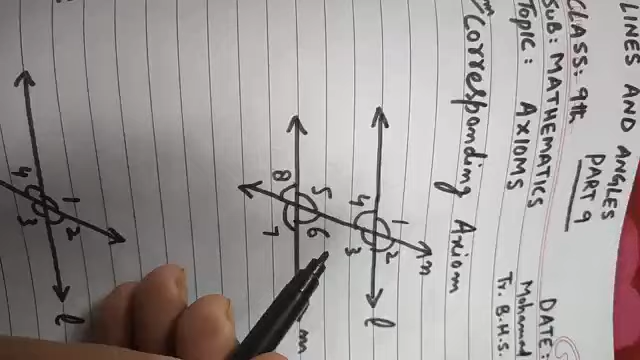 LINES AND ANGLES
PART 9
CLASS: 9th
SUB: MATHEMATICS
DATE:
Topic: AXIOMS
Mohamad
Tr. B.H.S.
Corresponding Axiom
n
1
4
2
3
l
5
8
6
7
m
1
4
2
3
l